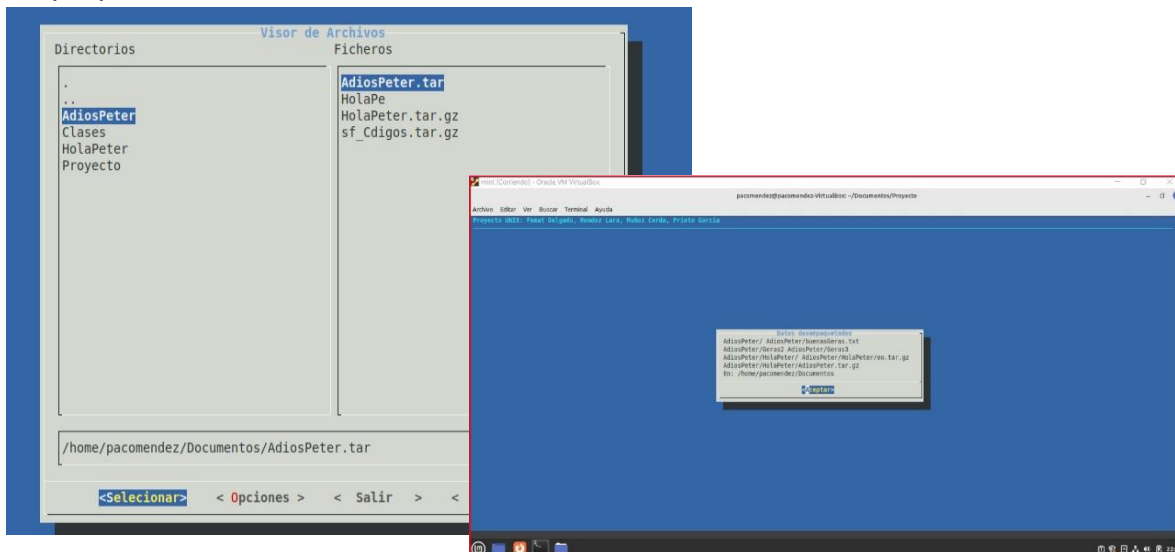 Visor de Archivos
Directorios
Ficheros
.
..
AdiosPeter
Clases
HolaPeter
Proyecto
AdiosPeter.tar
HolaPe
HolaPeter.tar.gz
sf_Cdigos.tar.gz
/home/pacomendez/Documentos/AdiosPeter.tar
<Selecionar> < Opciones > < Salir > <
mint [Corriendo] - Oracle VM VirtualBox
pacomendez@pacomendez-VirtualBox: ~/Documentos/Proyecto
Archivo Editar Ver Buscar Terminal Ayuda
Proyecto UNIX: Femat Delgado, Mendez Lara, Muñoz Cerda, Prieto Garcia
Datos desempaquetados
AdiosPeter/ AdiosPeter/buenasGeras.txt
AdiosPeter/Geras2 AdiosPeter/Geras3
AdiosPeter/HolaPeter/ AdiosPeter/HolaPeter/eo.tar.gz
AdiosPeter/HolaPeter/AdiosPeter.tar.gz
En: /home/pacomendez/Documentos
<Aceptar>